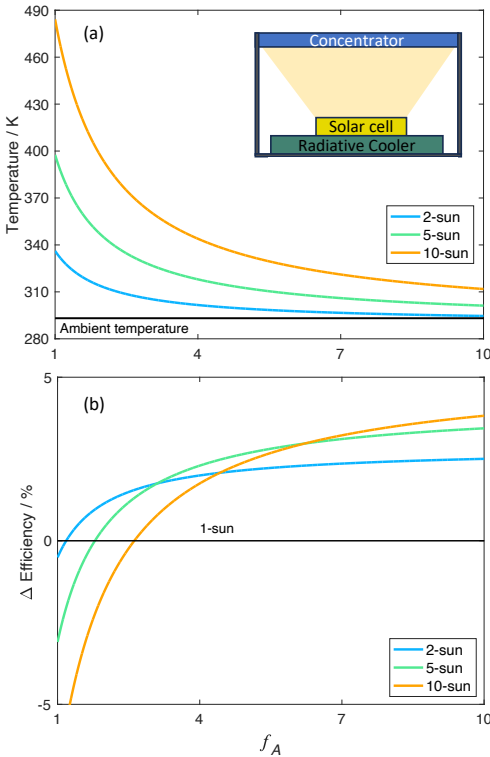 (a)
Concentrator
Solar cell
Radiative Cooler
490
460
430
400
370
340
310
280
Temperature / K
2-sun
5-sun
10-sun
Ambient temperature
1
4
7
10
(b)
5
0
-5
Δ Efficiency / %
1-sun
2-sun
5-sun
10-sun
1
4
7
10
f_A